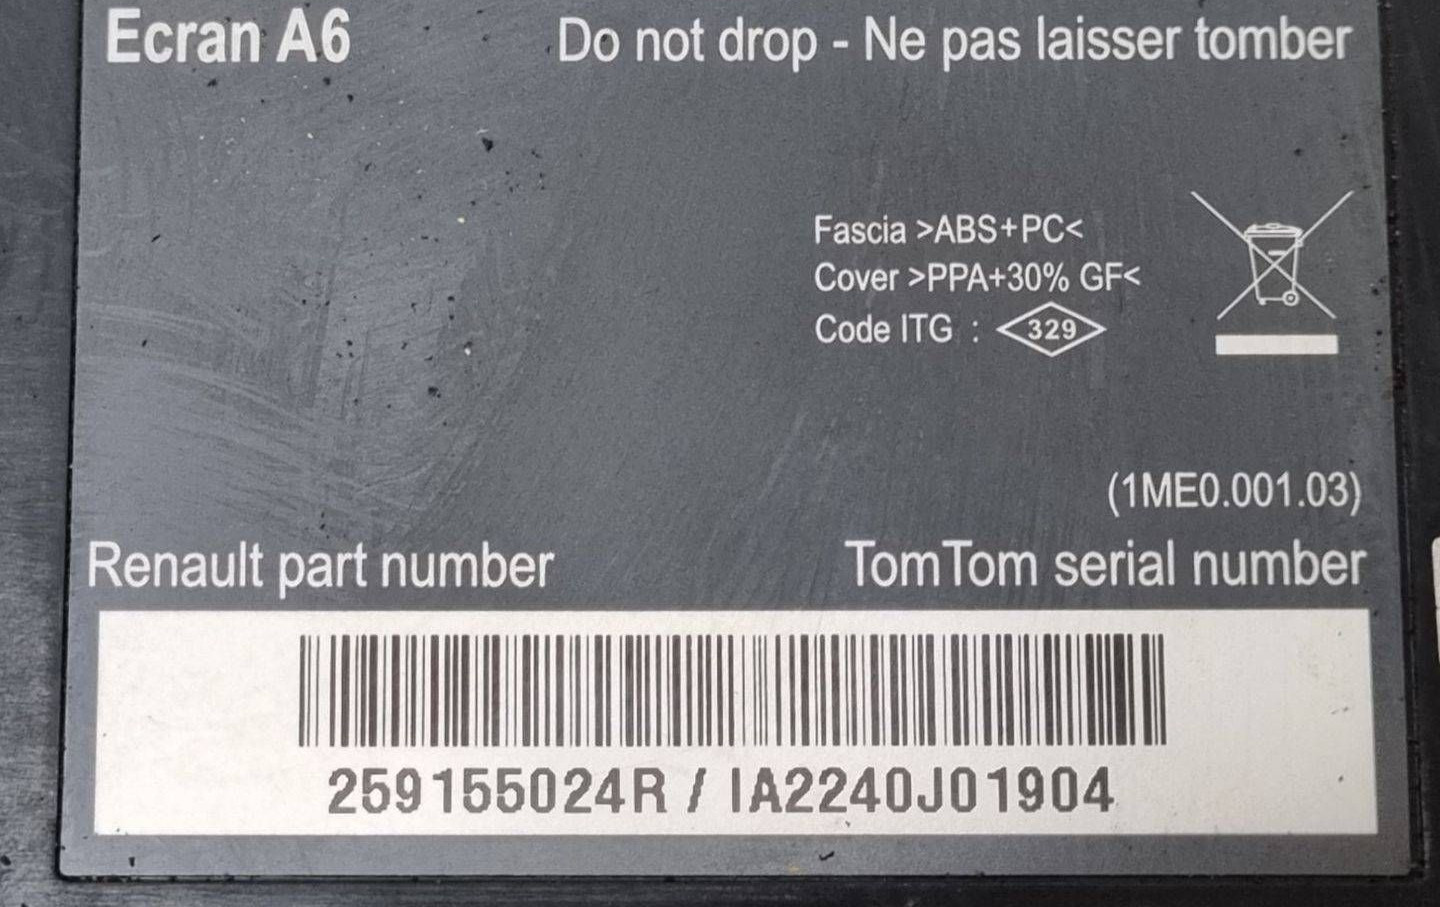 Ecran A6 Do not drop - Ne pas laisser tomber
Fascia >ABS+PC<
Cover >PPA+30% GF<
Code ITG : 329
(1ME0.001.03)
Renault part number TomTom serial number
259155024R / IA2240J01904